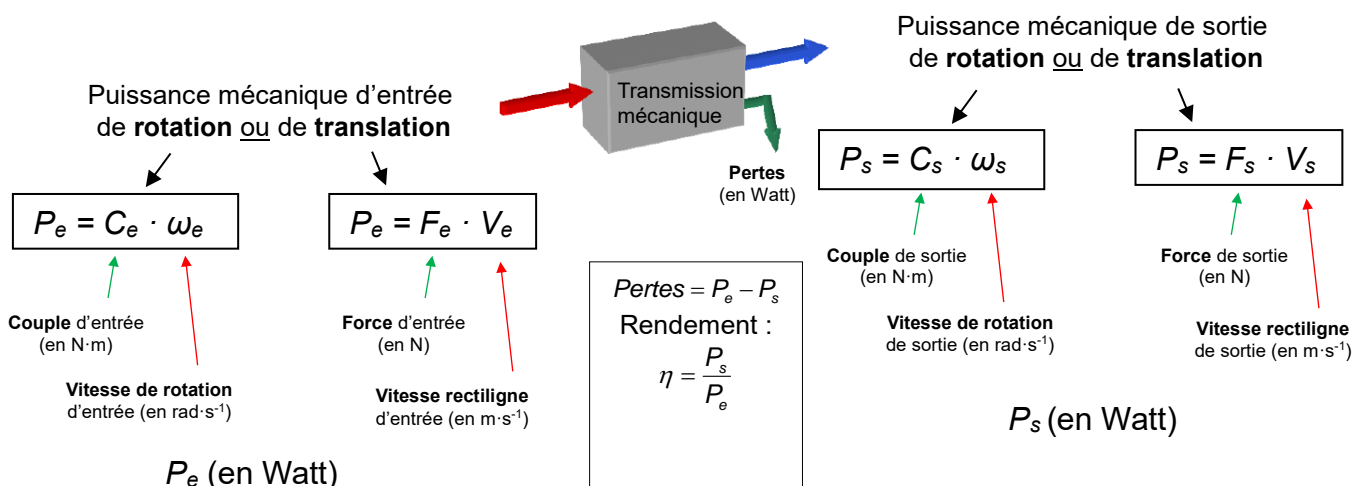 Puissance mécanique d'entrée
de rotation ou de translation
Pe = Ce · ωe
Pe = Fe · Ve
Couple d'entrée
(en N·m)
Force d'entrée
(en N)
Vitesse de rotation
d'entrée (en rad·s⁻¹)
Vitesse rectiligne
d'entrée (en m·s⁻¹)
Pe (en Watt)
Transmission
mécanique
Pertes
(en Watt)
Pertes = Pe − Ps
Rendement :
η = Ps / Pe
Puissance mécanique de sortie
de rotation ou de translation
Ps = Cs · ωs
Ps = Fs · Vs
Couple de sortie
(en N·m)
Force de sortie
(en N)
Vitesse de rotation
de sortie (en rad·s⁻¹)
Vitesse rectiligne
de sortie (en m·s⁻¹)
Ps (en Watt)